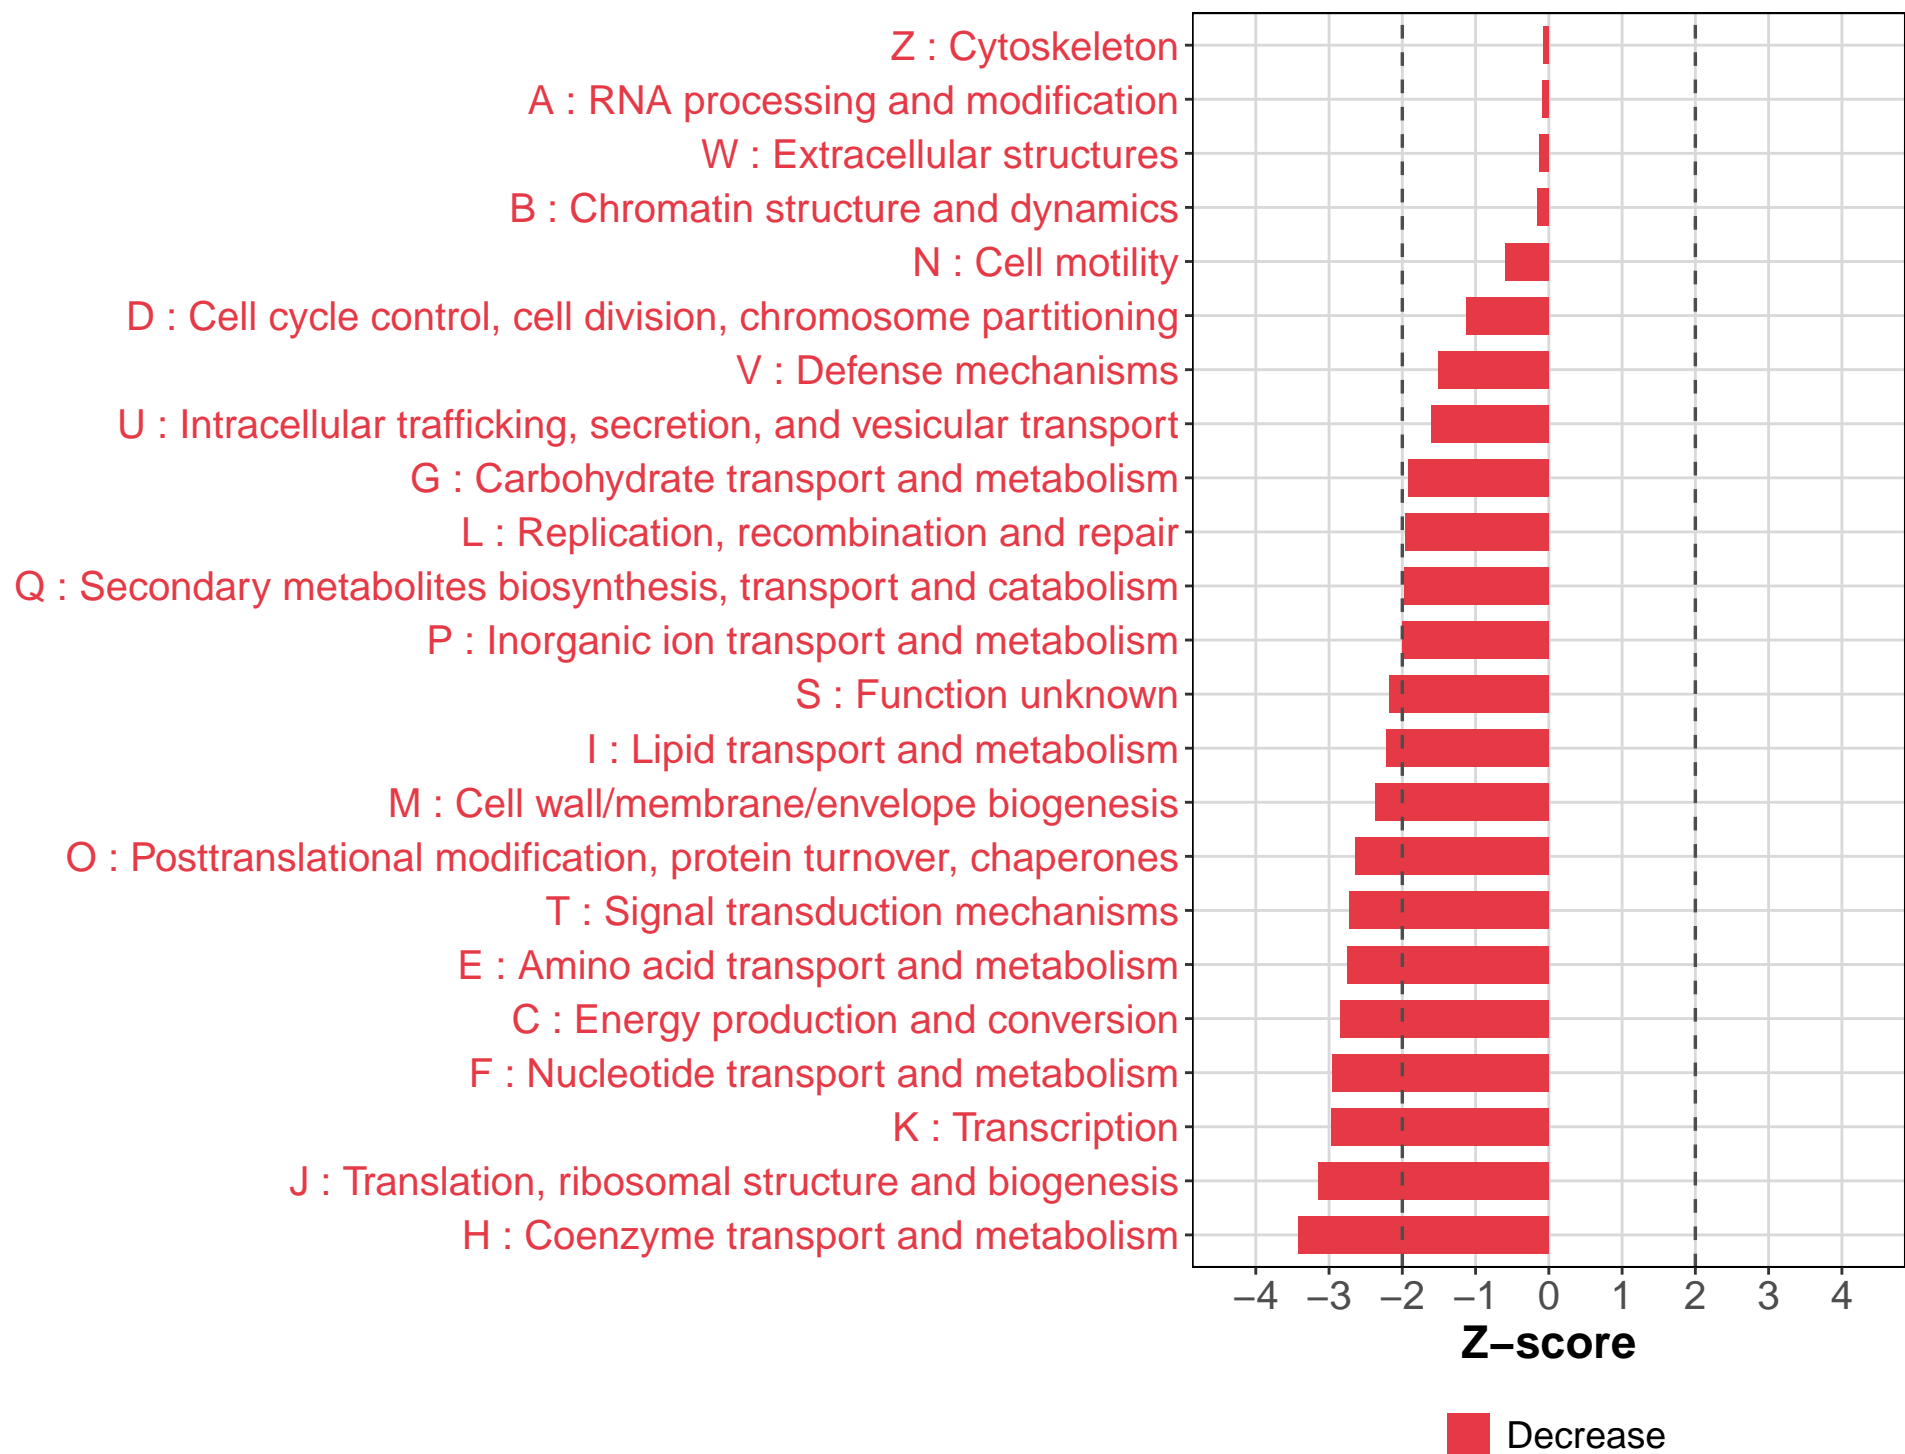 Z : Cytoskeleton
A : RNA processing and modification
W : Extracellular structures
B : Chromatin structure and dynamics
N : Cell motility
D : Cell cycle control, cell division, chromosome partitioning
V : Defense mechanisms
U : Intracellular trafficking, secretion, and vesicular transport
G : Carbohydrate transport and metabolism
L : Replication, recombination and repair
Q : Secondary metabolites biosynthesis, transport and catabolism
P : Inorganic ion transport and metabolism
S : Function unknown
I : Lipid transport and metabolism
M : Cell wall/membrane/envelope biogenesis
O : Posttranslational modification, protein turnover, chaperones
T : Signal transduction mechanisms
E : Amino acid transport and metabolism
C : Energy production and conversion
F : Nucleotide transport and metabolism
K : Transcription
J : Translation, ribosomal structure and biogenesis
H : Coenzyme transport and metabolism
−4 −3 −2 −1 0 1 2 3 4
Z−score
Decrease